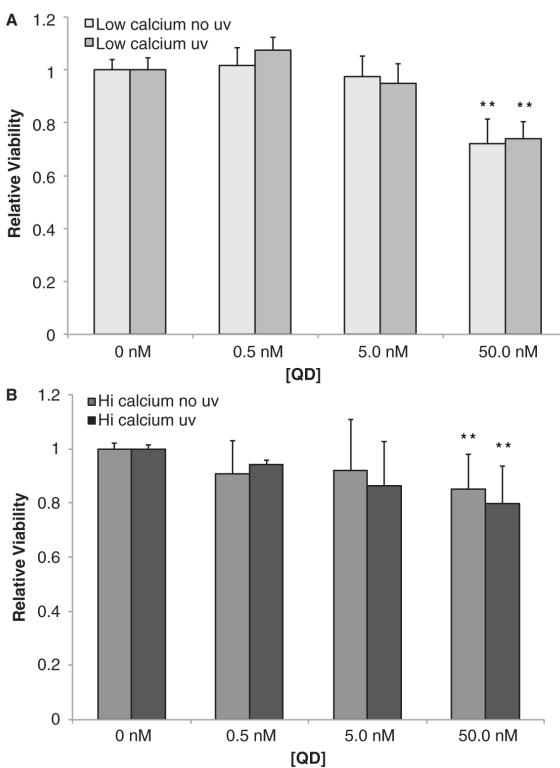 A
Low calcium no uv
Low calcium uv
Relative Viability
1.2
1
0.8
0.6
0.4
0.2
0
** **
0 nM 0.5 nM 5.0 nM 50.0 nM
[QD]
B
Hi calcium no uv
Hi calcium uv
Relative Viability
1.2
1
0.8
0.6
0.4
0.2
0
** **
0 nM 0.5 nM 5.0 nM 50.0 nM
[QD]